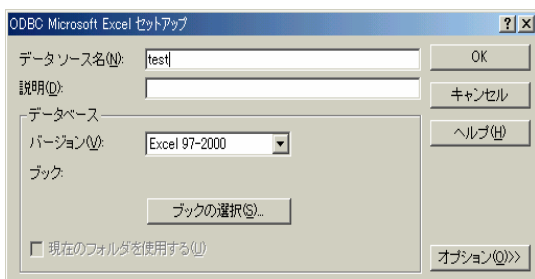 ODBC Microsoft Excel セットアップ
データ ソース名(N): test
OK
説明(D):
キャンセル
データベース
ヘルプ(H)
バージョン(V): Excel 97-2000
ブック:
ブックの選択(S)...
現在のフォルダを使用する(U)
オプション(O)>>